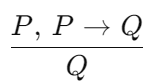 P, P → Q
Q